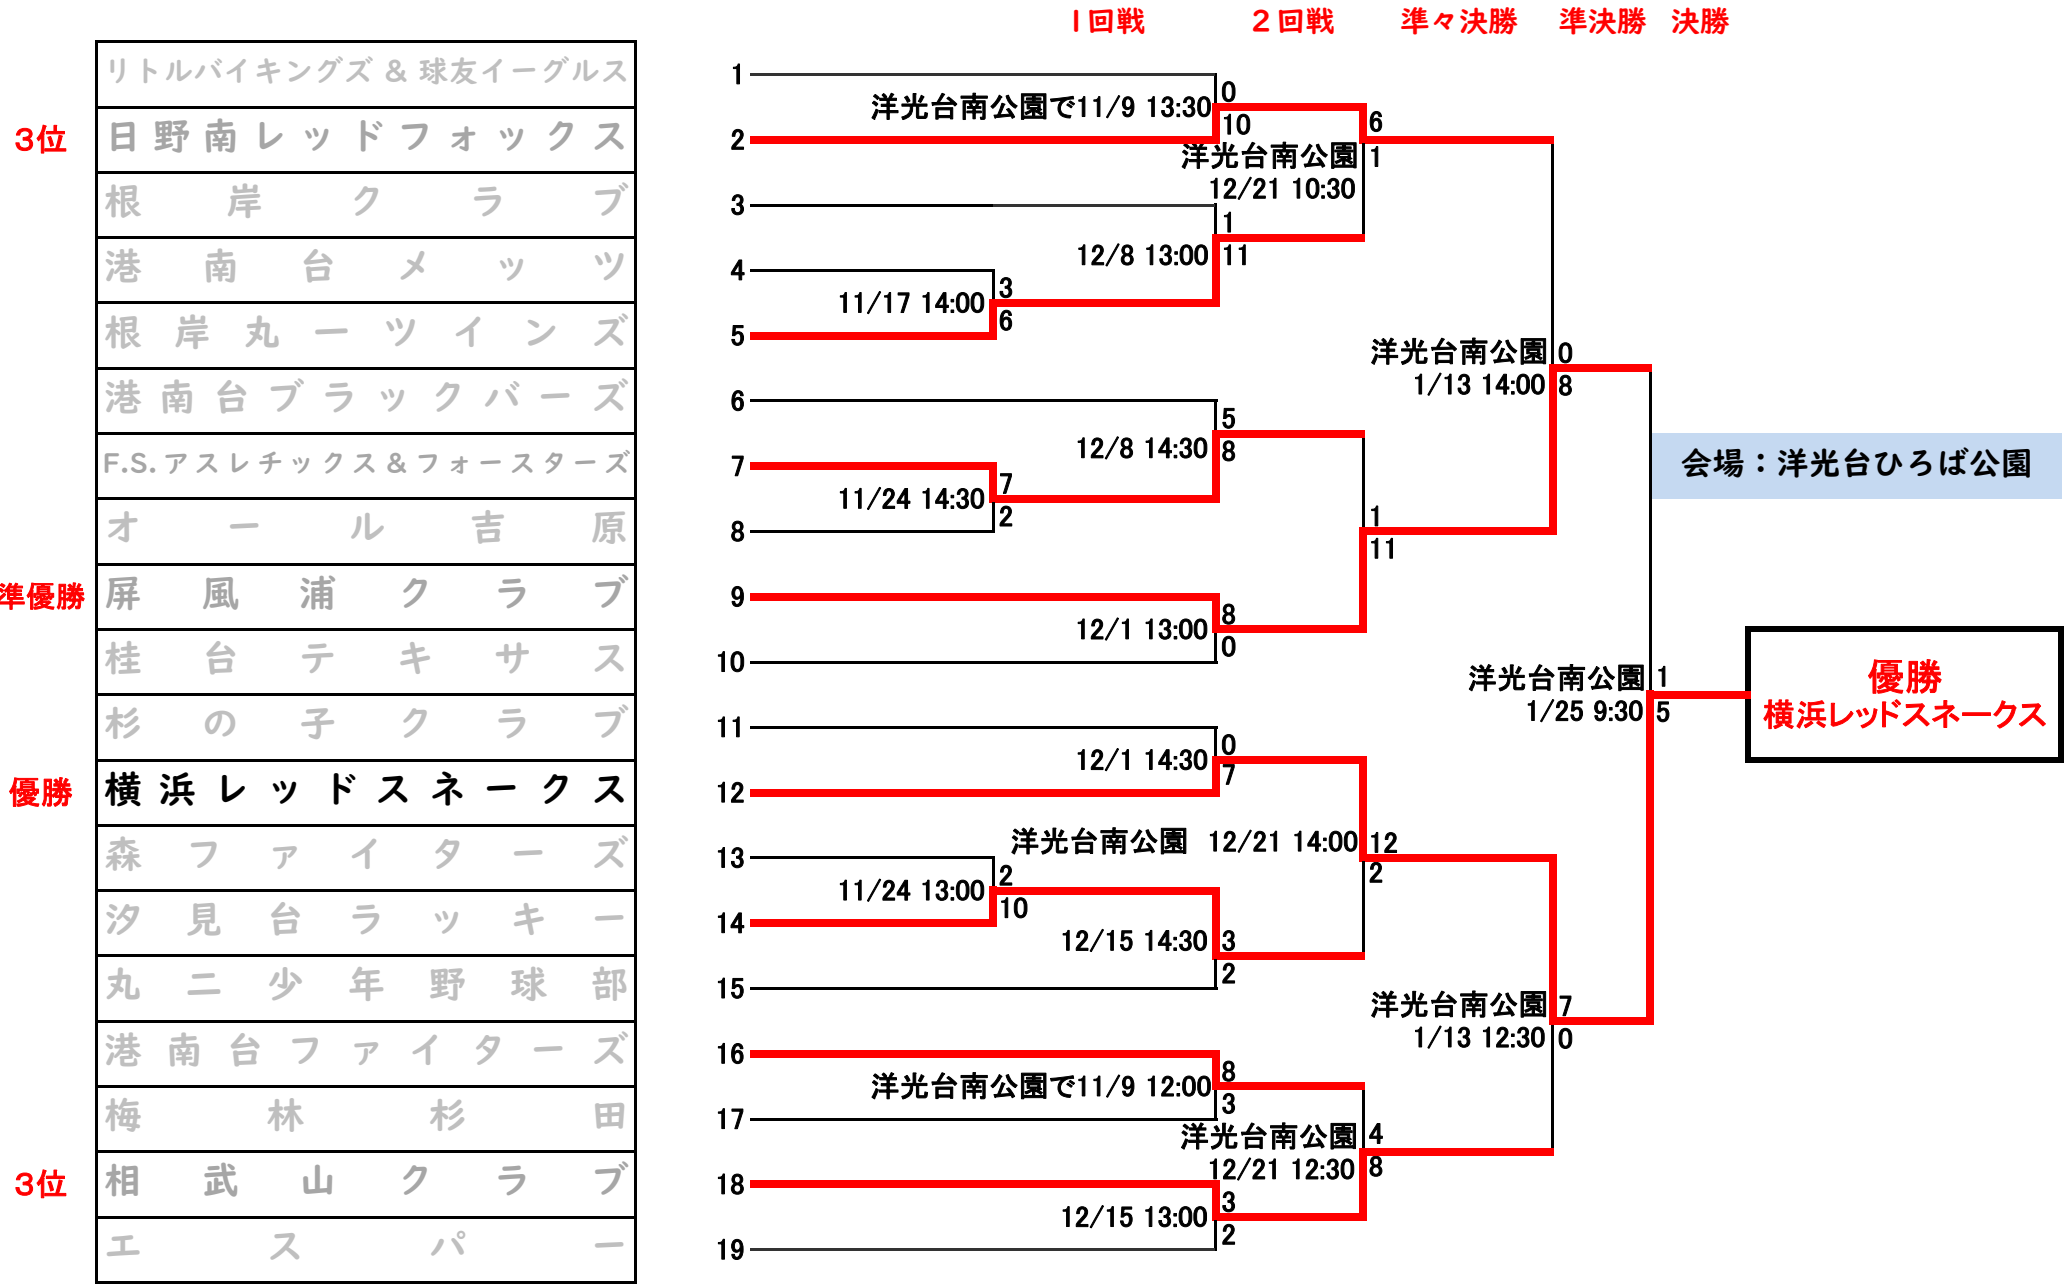 1回戦 2回戦 準々決勝 準決勝 決勝
リトルバイキングズ & 球友イーグルス 1
洋光台南公園で11/9 13:30 0
10
3位 日野南レッドフォックス 2
6
洋光台南公園 1
12/21 10:30
根岸クラブ 3
1
12/8 13:00 11
港南台メッツ 4
3
11/17 14:00
6
根岸丸一ツインズ 5
洋光台南公園 0
1/13 14:00 8
港南台ブラックバーズ 6
5
12/8 14:30 8
F.S.アスレチックス&フォースターズ 7
会場：洋光台ひろば公園
7
11/24 14:30
2
オール吉原 8
1
11
準優勝 屏風浦クラブ 9
8
12/1 13:00
0
桂台テキサス 10
洋光台南公園 1
1/25 9:30 5
優勝
横浜レッドスネークス
杉の子クラブ 11
0
12/1 14:30
7
優勝 横浜レッドスネークス 12
洋光台南公園 12/21 14:00 12
2
森ファイターズ 13
2
11/24 13:00
10
汐見台ラッキー 14
12/15 14:30 3
2
丸二少年野球部 15
洋光台南公園 7
1/13 12:30 0
港南台ファイターズ 16
8
洋光台南公園で11/9 12:00
3
梅林杉田 17
洋光台南公園 4
12/21 12:30 8
3位 相武山クラブ 18
3
12/15 13:00
2
エスパー 19